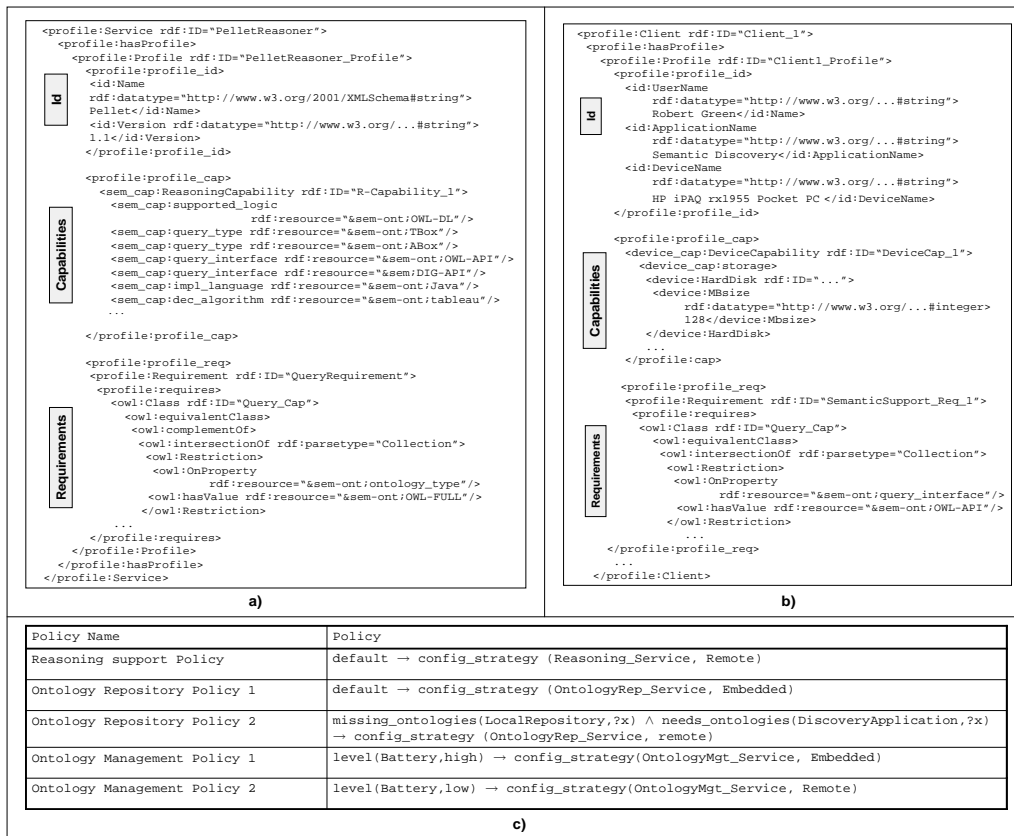 <profile:Service rdf:ID="PelletReasoner">
<profile:hasProfile>
<profile:Profile rdf:ID="PelletReasoner_Profile">
<profile:profile_id>
<id:Name
rdf:datatype="http://www.w3.org/2001/XMLSchema#string">
Pellet</id:Name>
<id:Version rdf:datatype="http://www.w3.org/...#string">
1.1</id:Version>
</profile:profile_id>
Id
<profile:profile_cap>
<sem_cap:ReasoningCapability rdf:ID="R-Capability_1">
<sem_cap:supported_logic
rdf:resource="&sem-ont;OWL-DL"/>
<sem_cap:query_type rdf:resource="&sem-ont;TBox"/>
<sem_cap:query_type rdf:resource="&sem-ont;ABox"/>
<sem_cap:query_interface rdf:resource="&sem-ont;OWL-API"/>
<sem_cap:query_interface rdf:resource="&sem;DIG-API"/>
<sem_cap:impl_language rdf:resource="&sem-ont;Java"/>
<sem_cap:dec_algorithm rdf:resource="&sem-ont;tableau"/>
...
</profile:profile_cap>
Capabilities
<profile:profile_req>
<profile:Requirement rdf:ID="QueryRequirement">
<profile:requires>
<owl:Class rdf:ID="Query_Cap">
<owl:equivalentClass>
<owl:complementOf>
<owl:intersectionOf rdf:parsetype="Collection">
<owl:Restriction>
<owl:OnProperty
rdf:resource="&sem-ont;ontology_type"/>
<owl:hasValue rdf:resource="&sem-ont;OWL-FULL"/>
</owl:Restriction>
...
</profile:requires>
</profile:Profile>
</profile:hasProfile>
</profile:Service>
Requirements
a)
<profile:Client rdf:ID="Client_1">
<profile:hasProfile>
<profile:Profile rdf:ID="Client1_Profile">
<profile:profile_id>
<id:UserName
rdf:datatype="http://www.w3.org/...#string">
Robert Green</id:Name>
<id:ApplicationName
rdf:datatype="http://www.w3.org/...#string">
Semantic Discovery</id:ApplicationName>
<id:DeviceName
rdf:datatype="http://www.w3.org/...#string">
HP iPAQ rx1955 Pocket PC </id:DeviceName>
</profile:profile_id>
Id
<profile:profile_cap>
<device_cap:DeviceCapability rdf:ID="DeviceCap_1">
<device_cap:storage>
<device:HardDisk rdf:ID="...">
<device:MBsize
rdf:datatype="http://www.w3.org/...#integer>
128</device:Mbsize>
</device:HardDisk>
...
</profile:cap>
Capabilities
<profile:profile_req>
<profile:Requirement rdf:ID="SemanticSupport_Req_1">
<profile:requires>
<owl:Class rdf:ID="Query_Cap">
<owl:equivalentClass>
<owl:intersectionOf rdf:parsetype="Collection">
<owl:Restriction>
<owl:OnProperty
rdf:resource="&sem-ont;query_interface"/>
<owl:hasValue rdf:resource="&sem-ont;OWL-API"/>
</owl:Restriction>
...
</profile:profile_req>
...
</profile:Client>
Requirements
b)
Policy Name Policy
Reasoning support Policy default → config_strategy (Reasoning_Service, Remote)
Ontology Repository Policy 1 default → config_strategy (OntologyRep_Service, Embedded)
Ontology Repository Policy 2 missing_ontologies(LocalRepository,?x) ∧ needs_ontologies(DiscoveryApplication,?x)
→ config_strategy (OntologyRep_Service, remote)
Ontology Management Policy 1 level(Battery,high) → config_strategy(OntologyMgt_Service, Embedded)
Ontology Management Policy 2 level(Battery,low) → config_strategy(OntologyMgt_Service, Remote)
c)